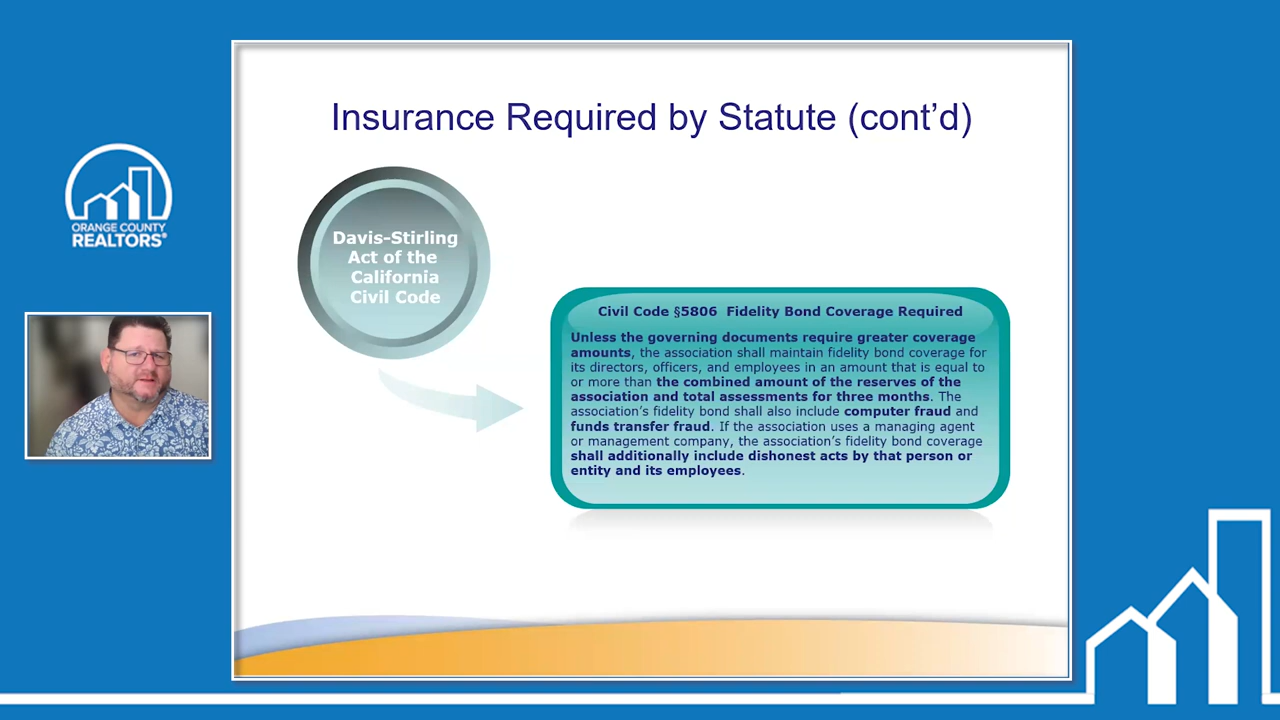 Insurance Required by Statute (cont’d)
ORANGE COUNTY
REALTORS®
Davis-Stirling
Act of the
California
Civil Code
Civil Code §5806 Fidelity Bond Coverage Required
Unless the governing documents require greater coverage
amounts, the association shall maintain fidelity bond coverage for
its directors, officers, and employees in an amount that is equal to
or more than the combined amount of the reserves of the
association and total assessments for three months. The
association’s fidelity bond shall also include computer fraud and
funds transfer fraud. If the association uses a managing agent
or management company, the association’s fidelity bond coverage
shall additionally include dishonest acts by that person or
entity and its employees.